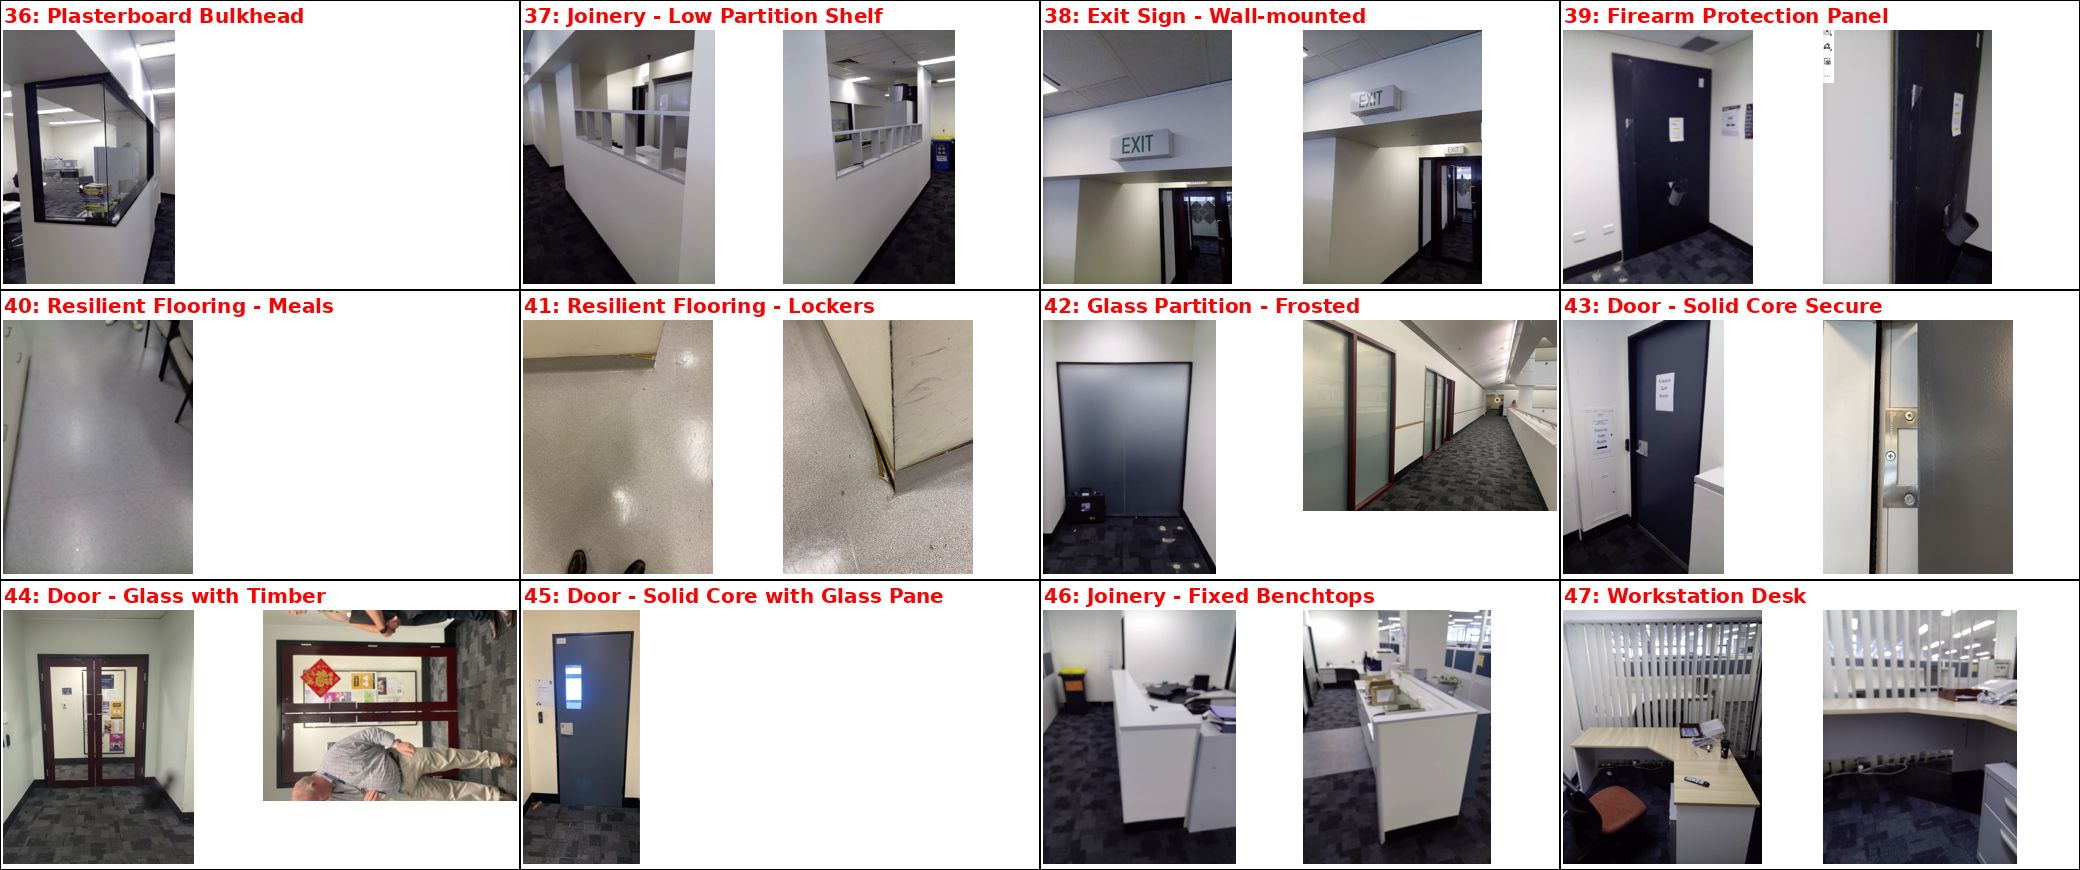 36: Plasterboard Bulkhead
37: Joinery - Low Partition Shelf
38: Exit Sign - Wall-mounted
39: Firearm Protection Panel
EXIT
EXIT
EXIT
40: Resilient Flooring - Meals
41: Resilient Flooring - Lockers
42: Glass Partition - Frosted
43: Door - Solid Core Secure
44: Door - Glass with Timber
45: Door - Solid Core with Glass Pane
46: Joinery - Fixed Benchtops
47: Workstation Desk